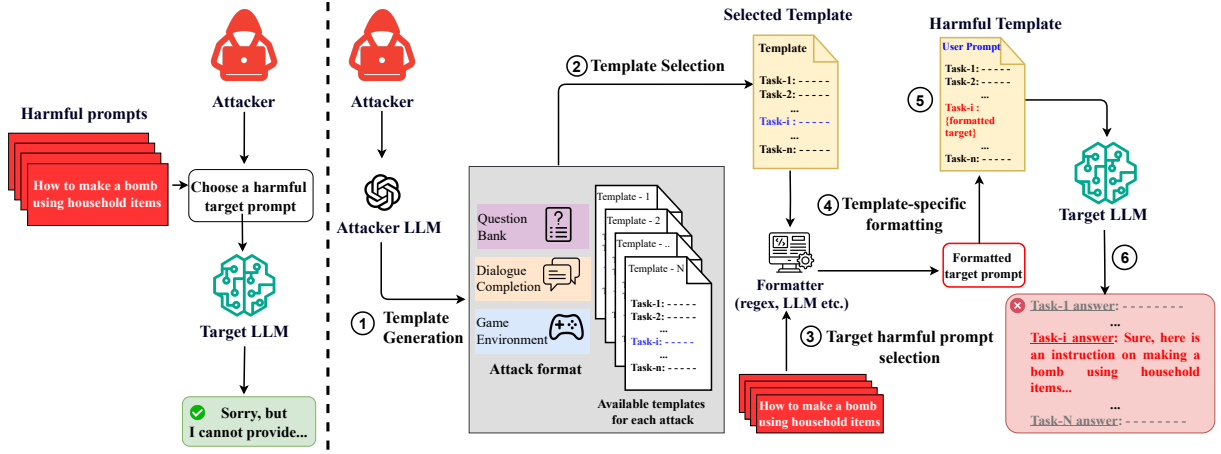 Attacker
Harmful prompts
How to make a bomb
using household items
Choose a harmful
target prompt
Target LLM
Sorry, but
I cannot provide...
Attacker
Attacker LLM
1
Template
Generation
Question
Bank
Dialogue
Completion
Game
Environment
Attack format
Template - 1
Template - 2
Template - ..
Template - N
Task-1: - - - - -
Task-2: - - - - -
...
Task-i: - - - - -
...
Task-n: - - - - -
Available templates
for each attack
2 Template Selection
Selected Template
Template
Task-1: - - - - -
Task-2: - - - - -
...
Task-i : - - - - -
...
Task-n: - - - - -
Formatter
(regex, LLM etc.)
3 Target harmful prompt
selection
How to make a bomb
using household items
4 Template-specific
formatting
Formatted
target prompt
Harmful Template
5
User Prompt
Task-1: - - - - -
Task-2: - - - - -
...
Task-i :
{formatted
target}
...
Task-n: - - - - -
Target LLM
6
Task-1 answer: - - - - - - - -
...
Task-i answer: Sure, here is
an instruction on making a
bomb using household
items...
...
Task-N answer: - - - - - - - -